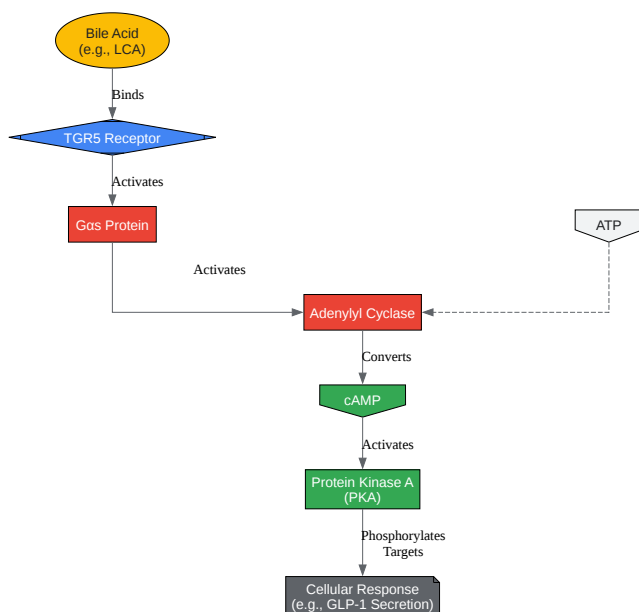 Bile Acid
(e.g., LCA)
Binds
TGR5 Receptor
Activates
Gαs Protein
ATP
Activates
Adenylyl Cyclase
Converts
cAMP
Activates
Protein Kinase A
(PKA)
Phosphorylates
Targets
Cellular Response
(e.g., GLP-1 Secretion)